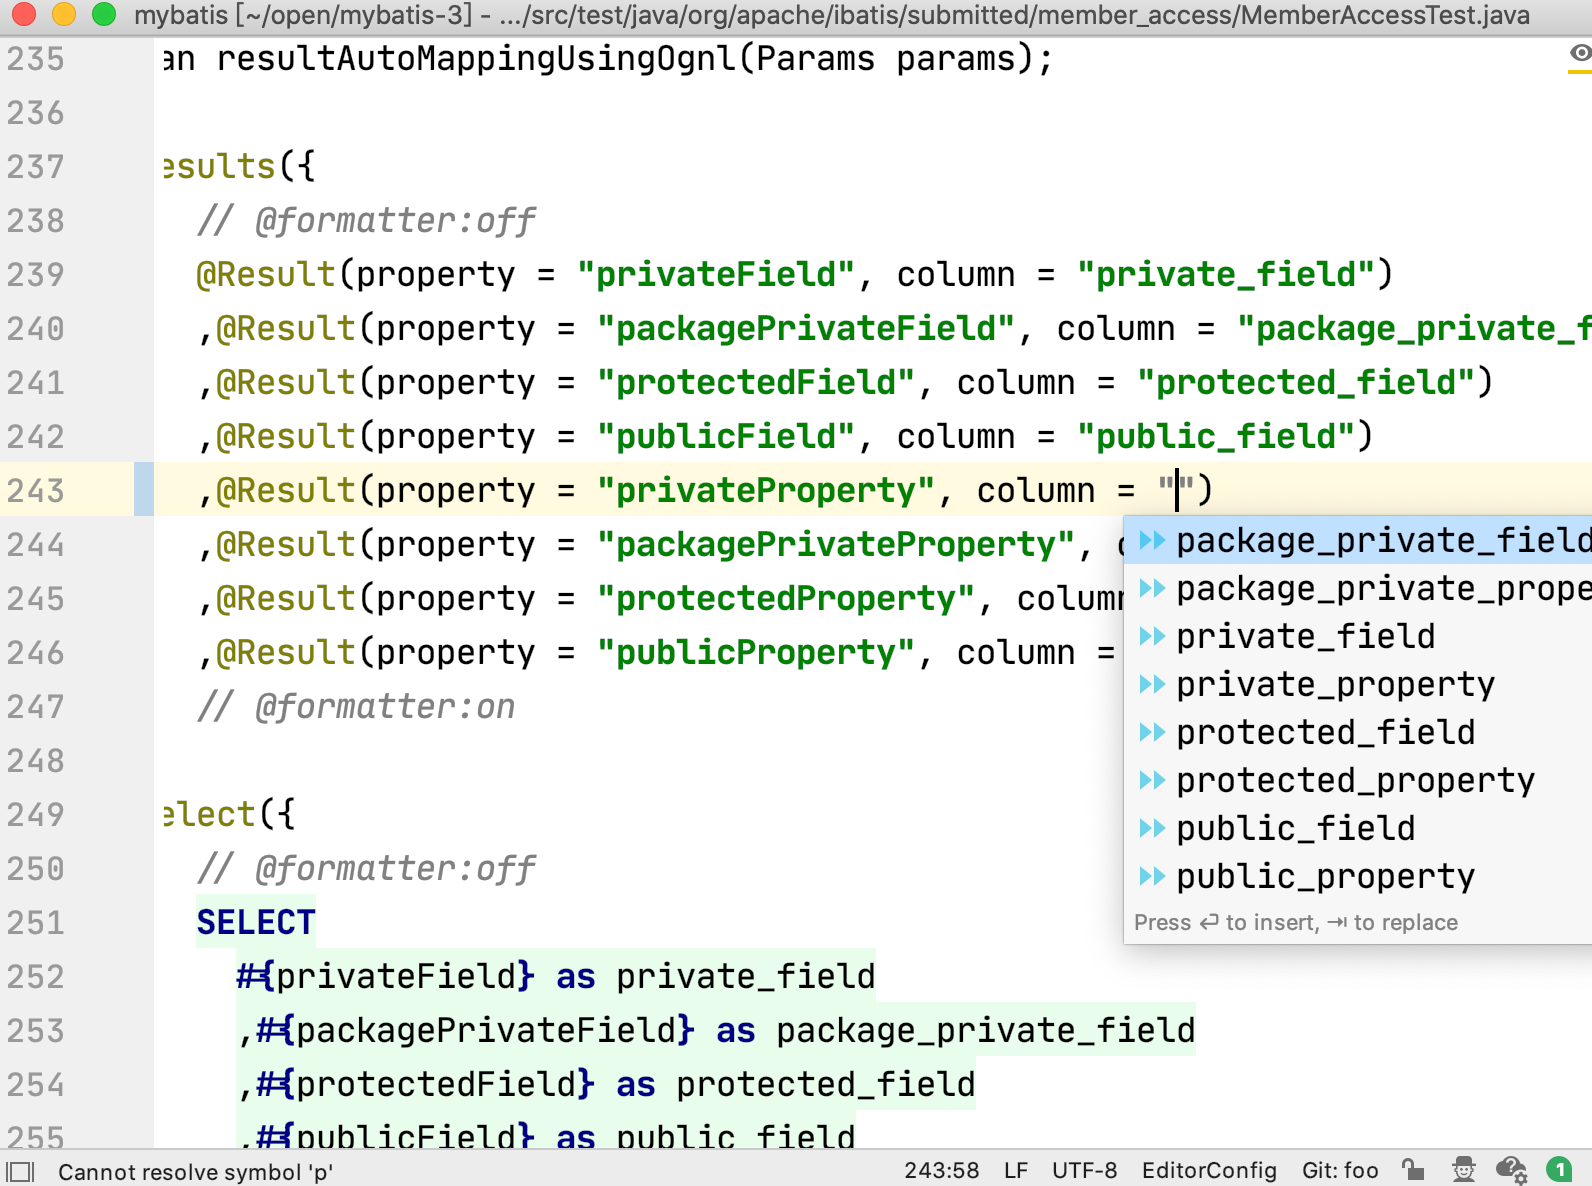 mybatis [~/open/mybatis-3] - .../src/test/java/org/apache/ibatis/submitted/member_access/MemberAccessTest.java
235 an resultAutoMappingUsingOgnl(Params params);
236
237 esults({
238 // @formatter:off
239 @Result(property = "privateField", column = "private_field")
240 ,@Result(property = "packagePrivateField", column = "package_private_f
241 ,@Result(property = "protectedField", column = "protected_field")
242 ,@Result(property = "publicField", column = "public_field")
243 ,@Result(property = "privateProperty", column = "")
244 ,@Result(property = "packagePrivateProperty", c
245 ,@Result(property = "protectedProperty", colum
246 ,@Result(property = "publicProperty", column =
247 // @formatter:on
248
249 elect({
250 // @formatter:off
251 SELECT
252 #{privateField} as private_field
253 ,#{packagePrivateField} as package_private_field
254 ,#{protectedField} as protected_field
255 ,#{publicField} as public_field
package_private_field
package_private_prope
private_field
private_property
protected_field
protected_property
public_field
public_property
Press ↩ to insert, ⇥ to replace
Cannot resolve symbol 'p'
243:58 LF UTF-8 EditorConfig Git: foo 1